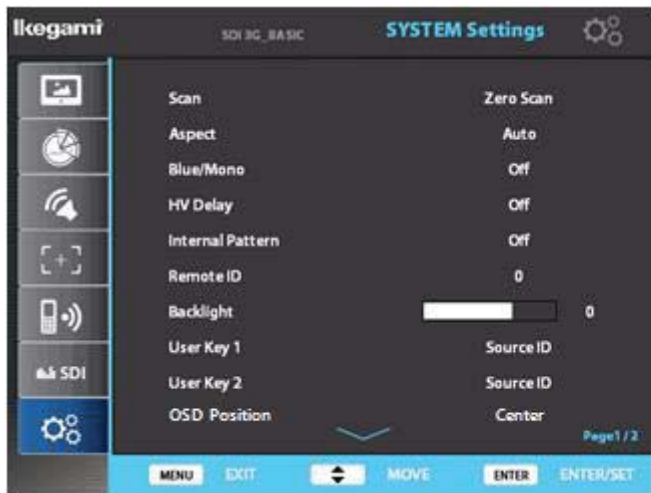 Ikegami SDI 3G_BASIC SYSTEM Settings
Scan Zero Scan
Aspect Auto
Blue/Mono Off
HV Delay Off
Internal Pattern Off
Remote ID 0
Backlight 0
User Key 1 Source ID
SDI
User Key 2 Source ID
OSD Position Center
Page1/2
MENU EXIT MOVE ENTER ENTER/SET